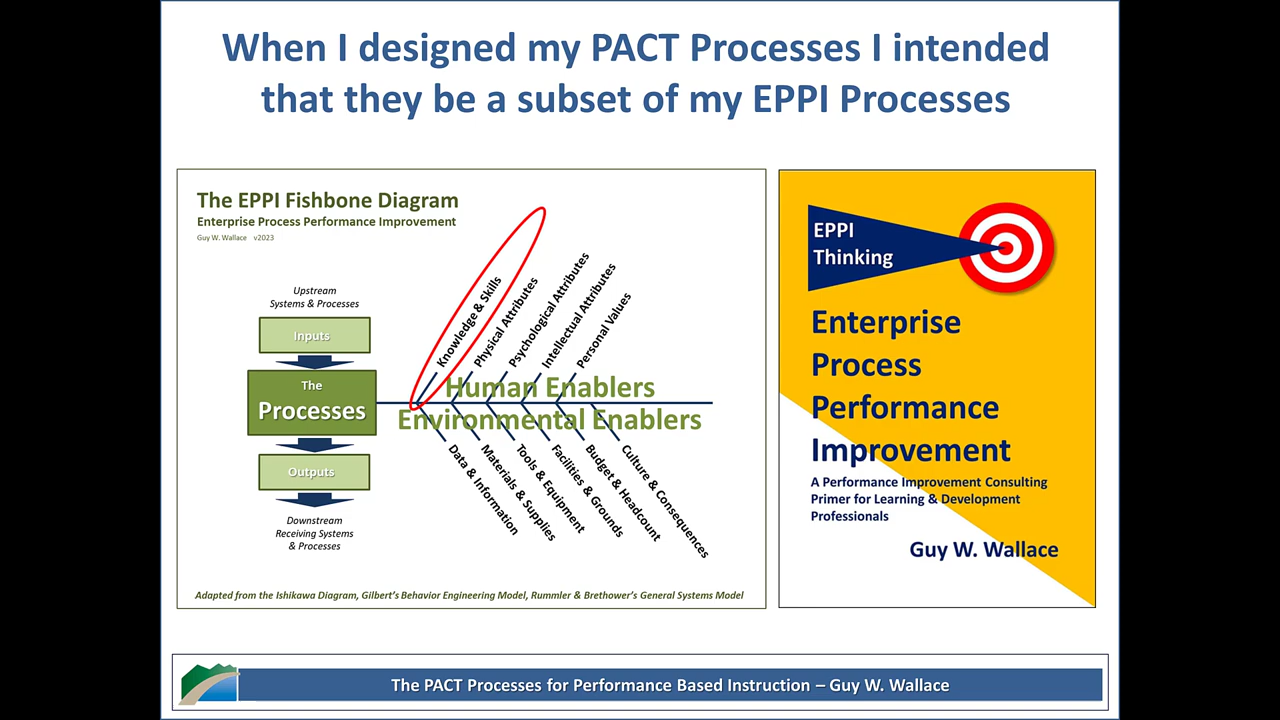 When I designed my PACT Processes I intended
that they be a subset of my EPPI Processes
The EPPI Fishbone Diagram
Enterprise Process Performance Improvement
Guy W. Wallace v2023
Upstream
Systems & Processes
Inputs
The
Processes
Outputs
Downstream
Receiving Systems
& Processes
Knowledge & Skills
Physical Attributes
Psychological Attributes
Intellectual Attributes
Personal Values
Human Enablers
Environmental Enablers
Data & Information
Materials & Supplies
Tools & Equipment
Facilities & Grounds
Budget & Headcount
Culture & Consequences
Adapted from the Ishikawa Diagram, Gilbert's Behavior Engineering Model, Rummler & Brethower's General Systems Model
EPPI
Thinking
Enterprise
Process
Performance
Improvement
A Performance Improvement Consulting
Primer for Learning & Development
Professionals
Guy W. Wallace
The PACT Processes for Performance Based Instruction – Guy W. Wallace